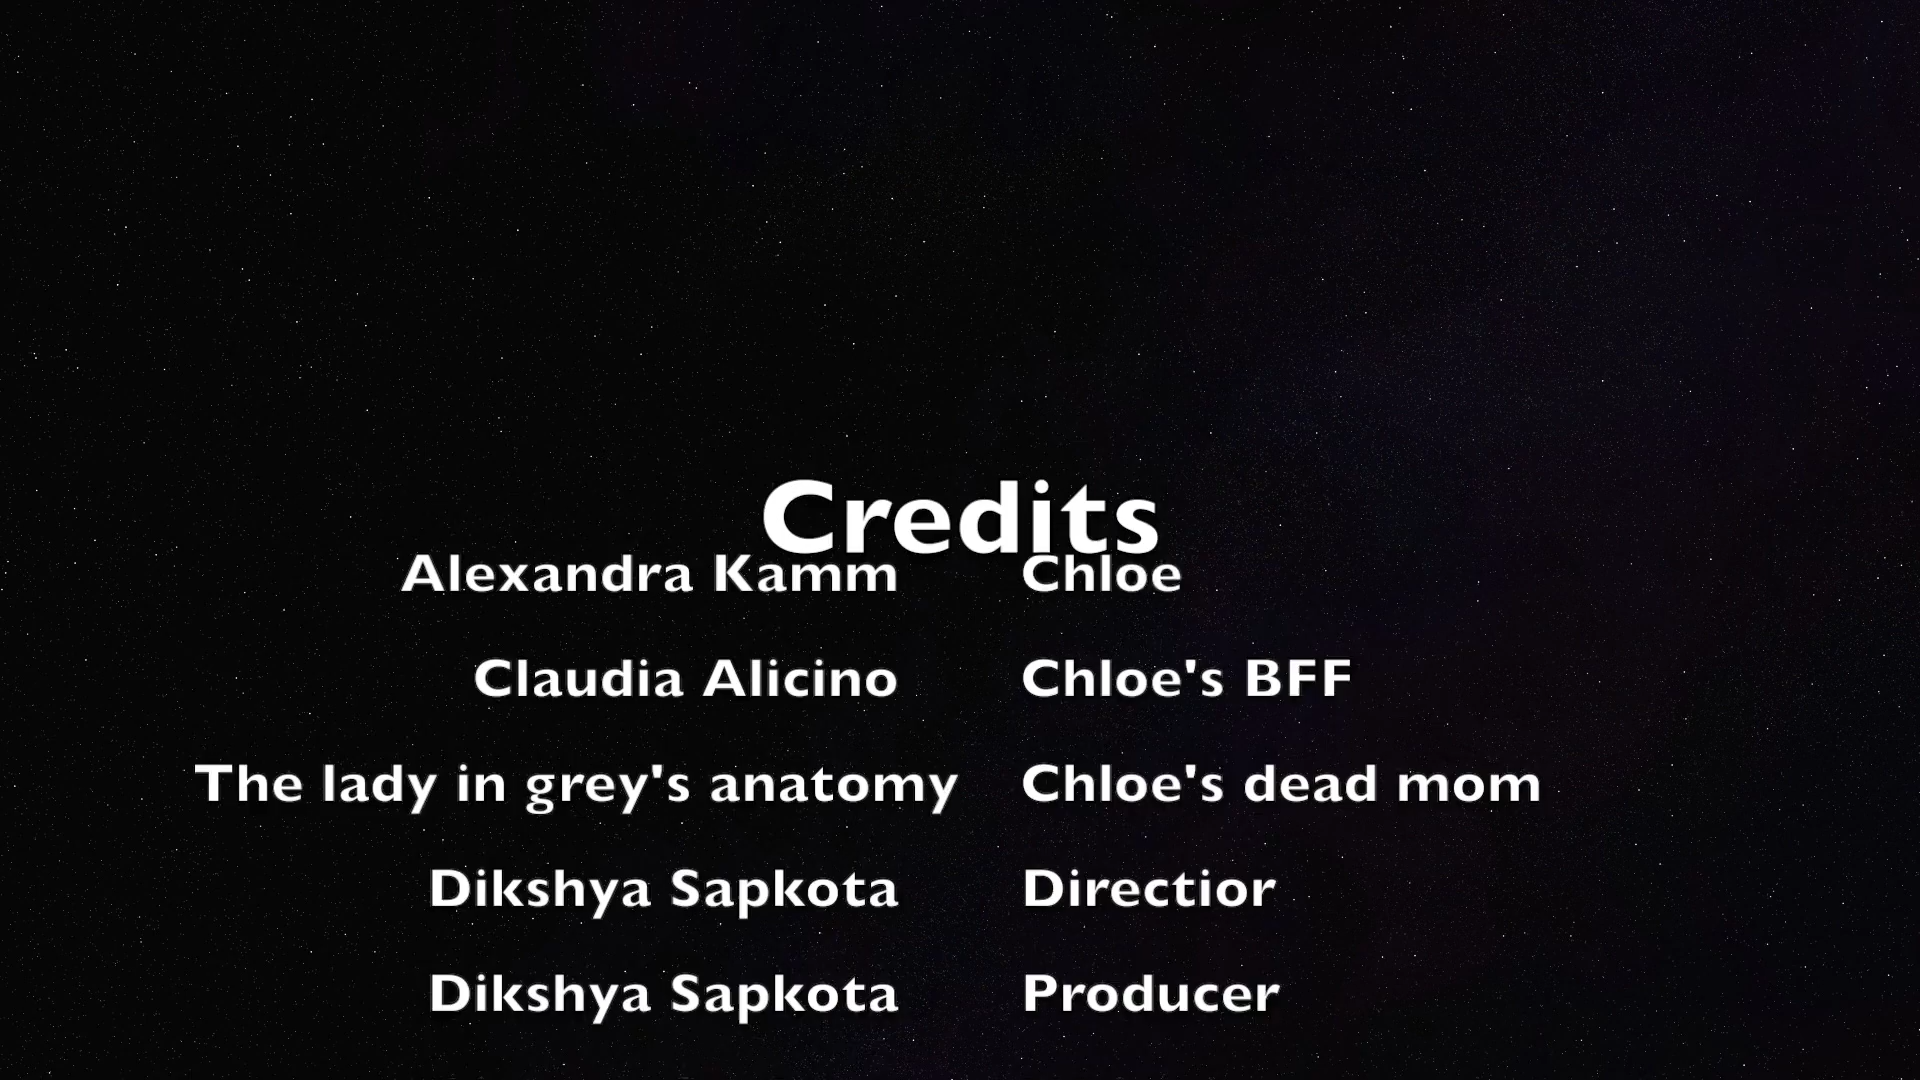 Credits
Alexandra Kamm Chloe
Claudia Alicino Chloe's BFF
The lady in grey's anatomy Chloe's dead mom
Dikshya Sapkota Directior
Dikshya Sapkota Producer